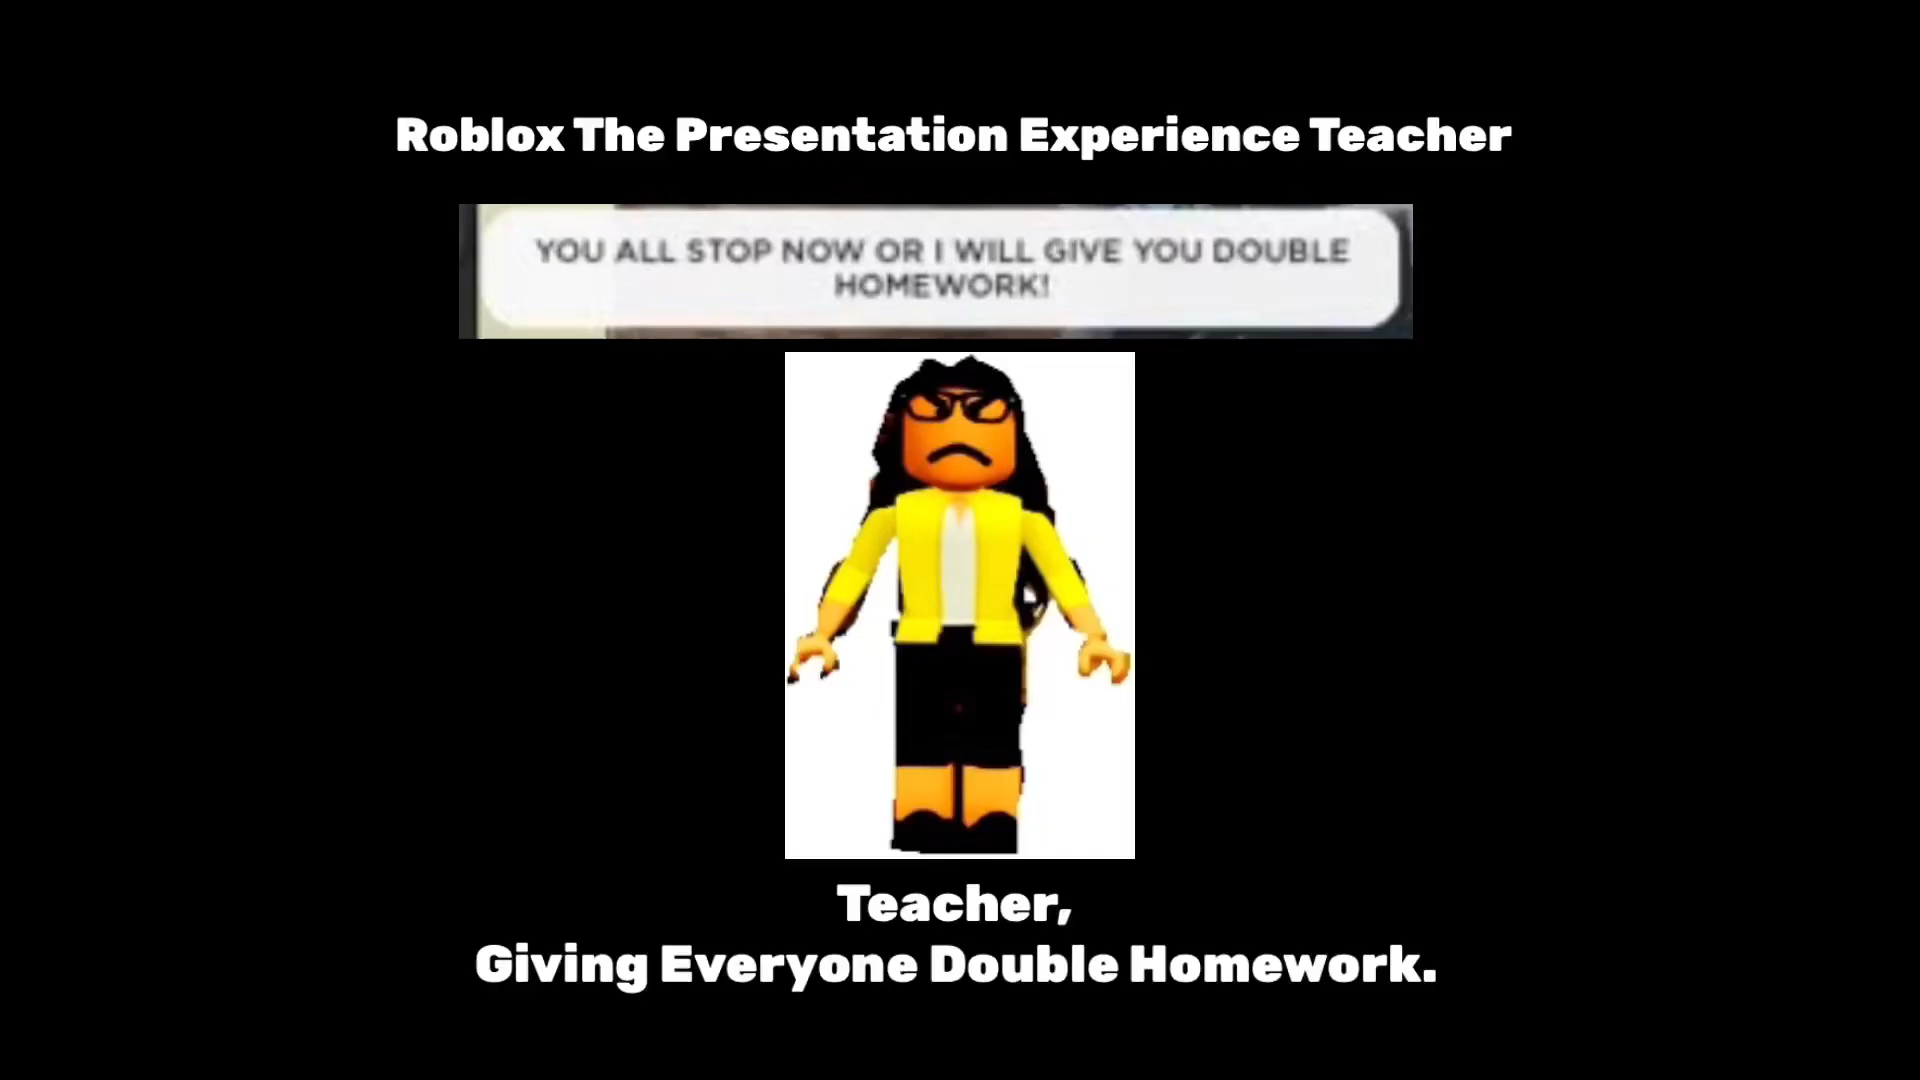 Roblox The Presentation Experience Teacher
YOU ALL STOP NOW OR I WILL GIVE YOU DOUBLE
HOMEWORK!
Teacher,
Giving Everyone Double Homework.